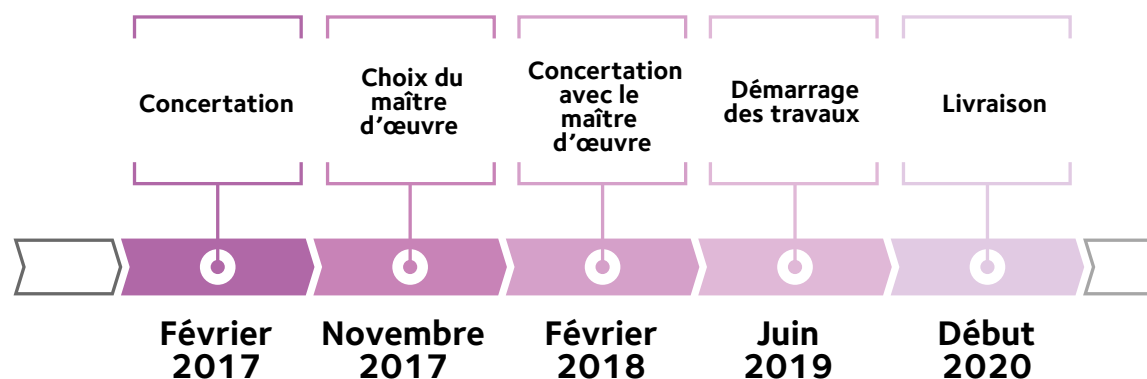 Concertation
Choix du
maître
d'œuvre
Concertation
avec le
maître
d'œuvre
Démarrage
des travaux
Livraison
Février
2017
Novembre
2017
Février
2018
Juin
2019
Début
2020